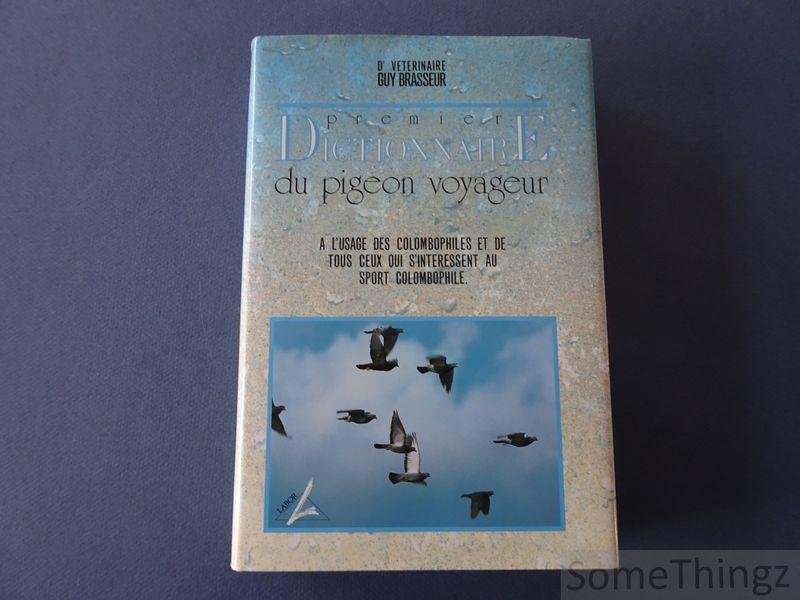 Dr VETERINAIRE
GUY BRASSEUR
premier
DICTIONNAIRE
du pigeon voyageur
A L'USAGE DES COLOMBOPHILES ET DE
TOUS CEUX QUI S'INTERESSENT AU
SPORT COLOMBOPHILE.
LABOR
SomeThingz